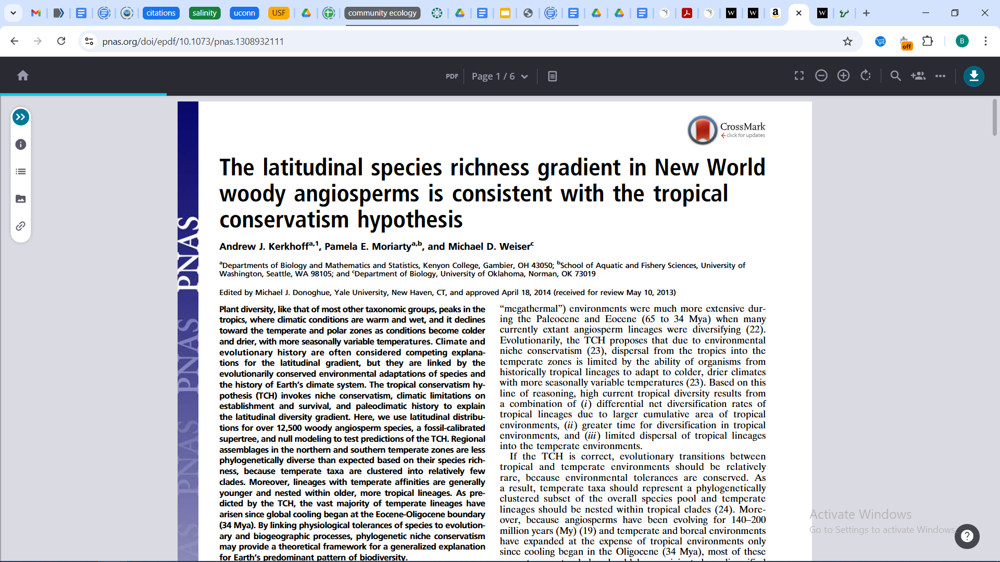 citations
salinity
uconn
USF
community ecology
pnas.org/doi/epdf/10.1073/pnas.1308932111
off
B
PDF
Page 1 / 6
CrossMark
click for updates
PNAS
PNAS
PNAS
The latitudinal species richness gradient in New World
woody angiosperms is consistent with the tropical
conservatism hypothesis
Andrew J. Kerkhoffa,1, Pamela E. Moriartya,b, and Michael D. Weiserc
aDepartments of Biology and Mathematics and Statistics, Kenyon College, Gambier, OH 43050; bSchool of Aquatic and Fishery Sciences, University of
Washington, Seattle, WA 98105; and cDepartment of Biology, University of Oklahoma, Norman, OK 73019
Edited by Michael J. Donoghue, Yale University, New Haven, CT, and approved April 18, 2014 (received for review May 10, 2013)
Plant diversity, like that of most other taxonomic groups, peaks in the
tropics, where climatic conditions are warm and wet, and it declines
toward the temperate and polar zones as conditions become colder
and drier, with more seasonally variable temperatures. Climate and
evolutionary history are often considered competing explana-
tions for the latitudinal gradient, but they are linked by the
evolutionarily conserved environmental adaptations of species and
the history of Earth's climate system. The tropical conservatism hy-
pothesis (TCH) invokes niche conservatism, climatic limitations on
establishment and survival, and paleoclimatic history to explain
the latitudinal diversity gradient. Here, we use latitudinal distribu-
tions for over 12,500 woody angiosperm species, a fossil-calibrated
supertree, and null modeling to test predictions of the TCH. Regional
assemblages in the northern and southern temperate zones are less
phylogenetically diverse than expected based on their species rich-
ness, because temperate taxa are clustered into relatively few
clades. Moreover, lineages with temperate affinities are generally
younger and nested within older, more tropical lineages. As pre-
dicted by the TCH, the vast majority of temperate lineages have
arisen since global cooling began at the Eocene-Oligocene boundary
(34 Mya). By linking physiological tolerances of species to evolution-
ary and biogeographic processes, phylogenetic niche conservatism
may provide a theoretical framework for a generalized explanation
for Earth's predominant pattern of biodiversity.
"megathermal") environments were much more extensive dur-
ing the Paleocene and Eocene (65 to 34 Mya) when many
currently extant angiosperm lineages were diversifying (22).
Evolutionarily, the TCH proposes that due to environmental
niche conservatism (23), dispersal from the tropics into the
temperate zones is limited by the ability of organisms from
historically tropical lineages to adapt to colder, drier climates
with more seasonally variable temperatures (23). Based on this
line of reasoning, high current tropical diversity results from
a combination of (i) differential net diversification rates of
tropical lineages due to larger cumulative area of tropical
environments, (ii) greater time for diversification in tropical
environments, and (iii) limited dispersal of tropical lineages
into the temperate environments.
If the TCH is correct, evolutionary transitions between
tropical and temperate environments should be relatively
rare, because environmental tolerances are conserved. As
a result, temperate taxa should represent a phylogenetically
clustered subset of the overall species pool and temperate
lineages should be nested within tropical clades (24). More-
over, because angiosperms have been evolving for 140–200
million years (My) (19) and temperate and boreal environments
have expanded at the expense of tropical environments only
since cooling began in the Oligocene (34 Mya), most of these
Activate Windows
Go to Settings to activate Windows.